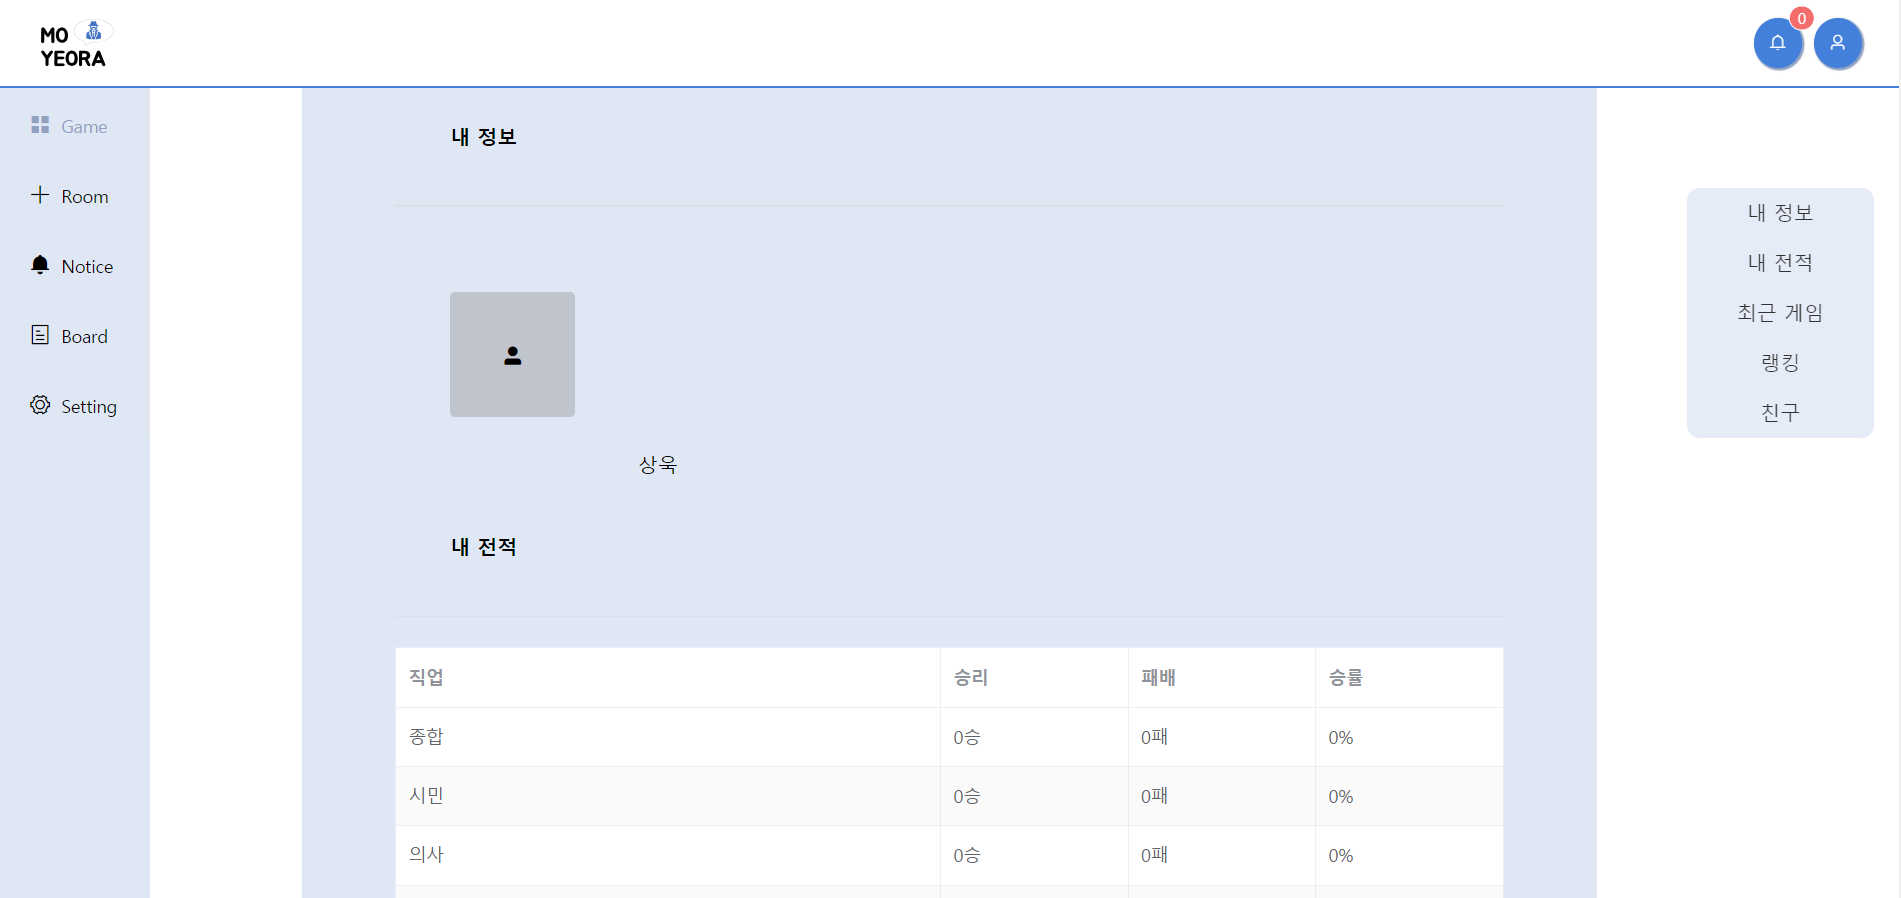 MO
YEORA
0
Game
Room
Notice
Board
Setting
내 정보
상욱
내 전적
직업 승리 패배 승률
종합 0승 0패 0%
시민 0승 0패 0%
의사 0승 0패 0%
내 정보
내 전적
최근 게임
랭킹
친구